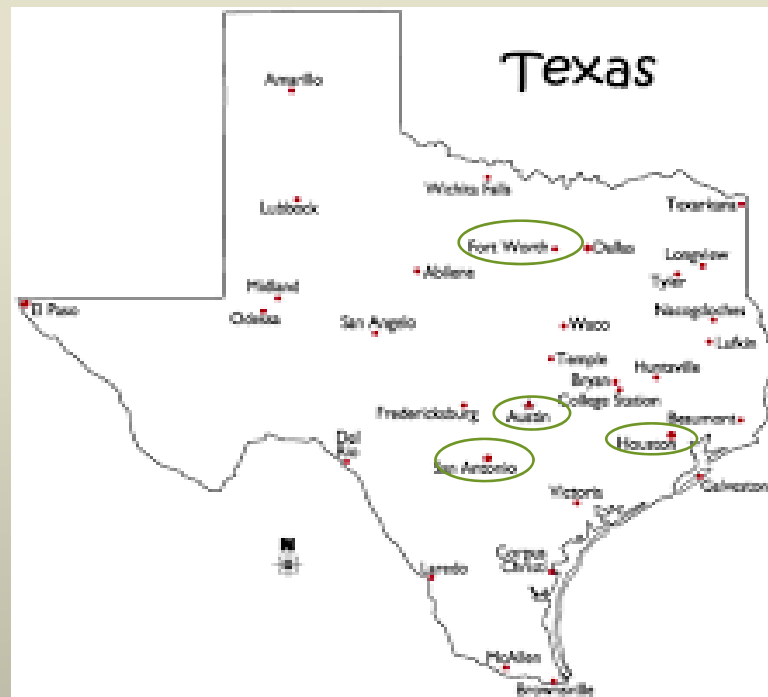 Texas
Amarillo
Wichita Falls
Lubbock
Texarkana
Fort Worth
Dallas
Longview
Abilene
Tyler
Midland
El Paso
Odessa
Nacogdoches
San Angelo
Waco
Lufkin
Temple
Huntsville
Bryan
College Station
Fredericksburg
Austin
Beaumont
Houston
Del
Rio
San Antonio
Galveston
Victoria
N
Corpus
Christi
Laredo
McAllen
Brownsville